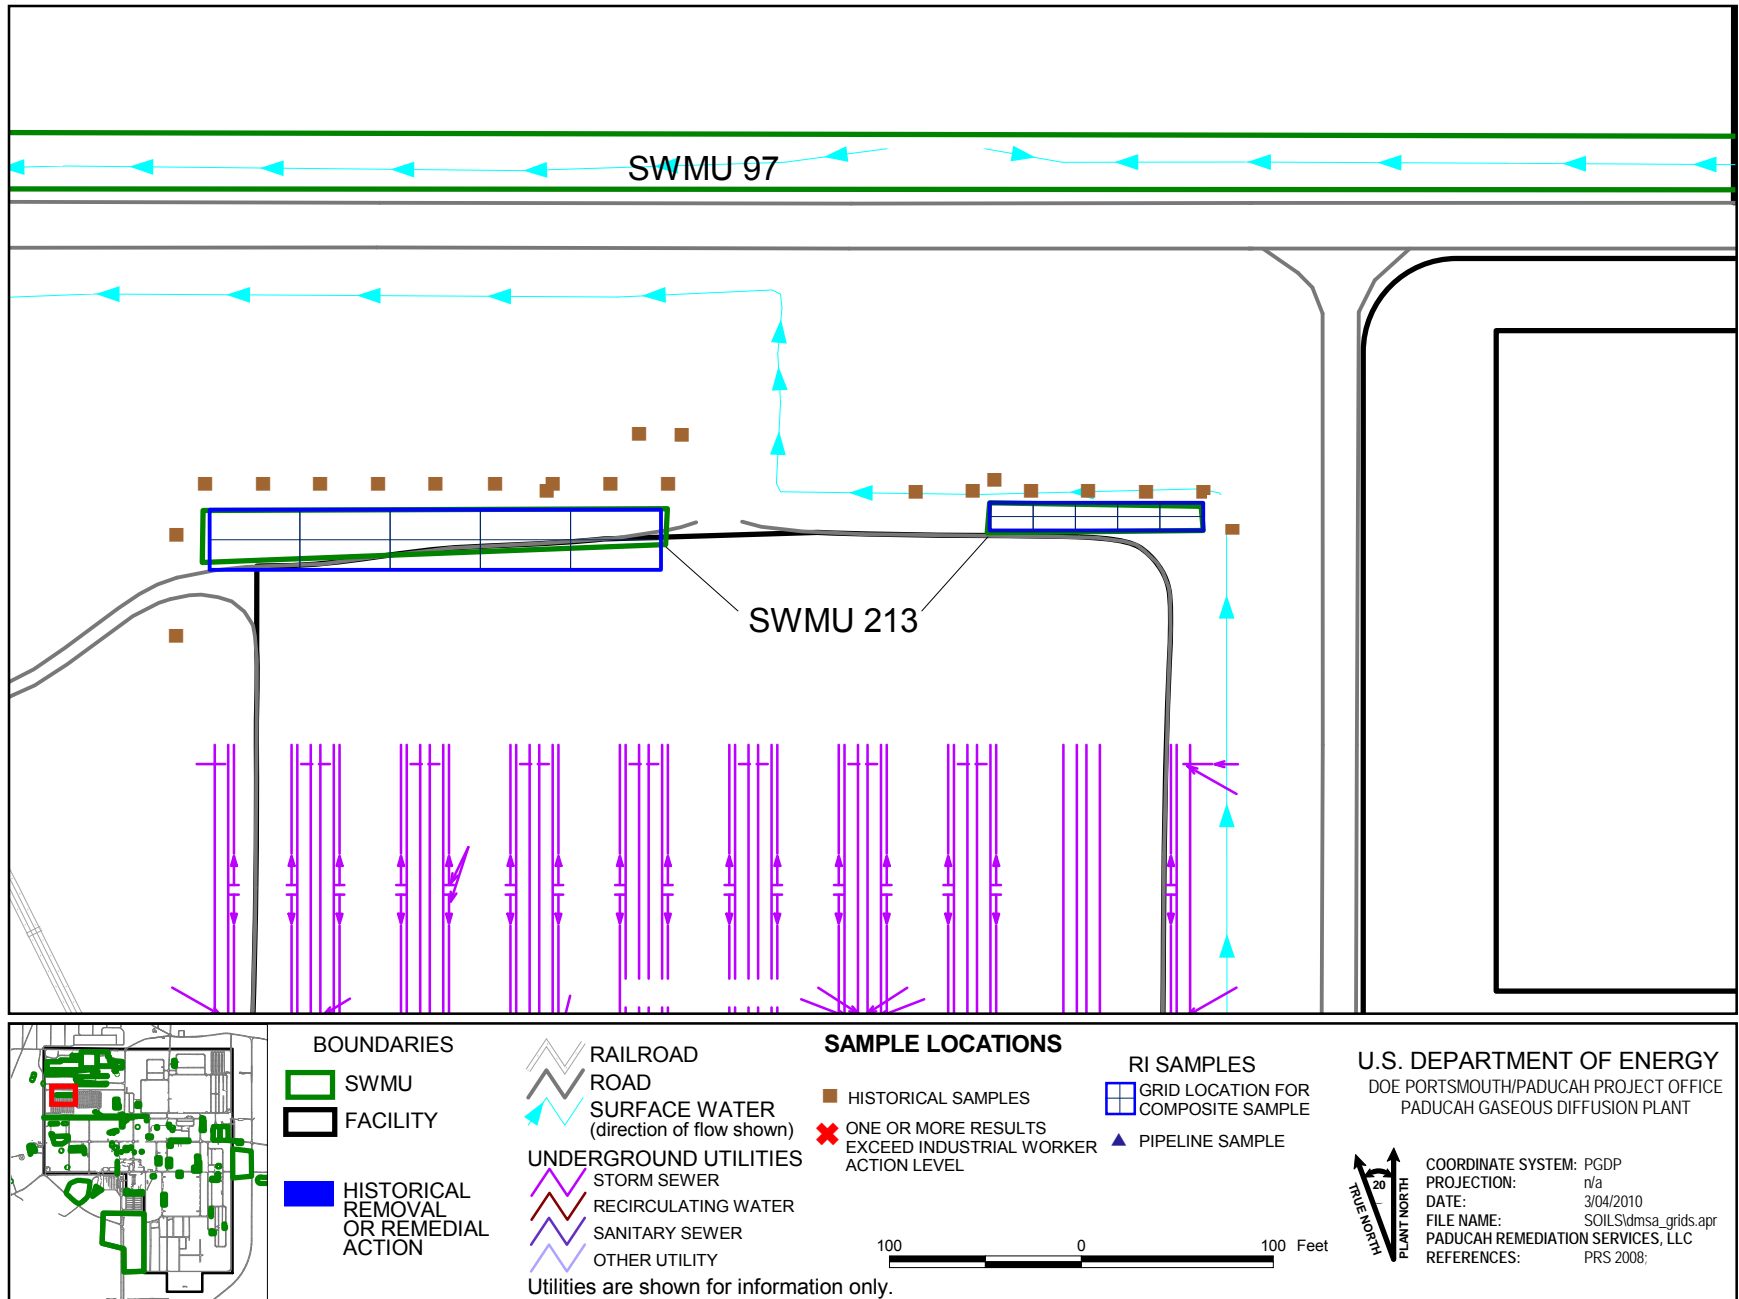 SWMU 97
SWMU 213
BOUNDARIES
SWMU
FACILITY
HISTORICAL
REMOVAL
OR REMEDIAL
ACTION
RAILROAD
ROAD
SURFACE WATER
(direction of flow shown)
UNDERGROUND UTILITIES
STORM SEWER
RECIRCULATING WATER
SANITARY SEWER
OTHER UTILITY
Utilities are shown for information only.
SAMPLE LOCATIONS
HISTORICAL SAMPLES
ONE OR MORE RESULTS
EXCEED INDUSTRIAL WORKER
ACTION LEVEL
RI SAMPLES
GRID LOCATION FOR
COMPOSITE SAMPLE
PIPELINE SAMPLE
100 0 100 Feet
U.S. DEPARTMENT OF ENERGY
DOE PORTSMOUTH/PADUCAH PROJECT OFFICE
PADUCAH GASEOUS DIFFUSION PLANT
20
TRUE NORTH
PLANT NORTH
COORDINATE SYSTEM: PGDP
PROJECTION: n/a
DATE: 3/04/2010
FILE NAME: SOILS\dmsa_grids.apr
PADUCAH REMEDIATION SERVICES, LLC
REFERENCES: PRS 2008;